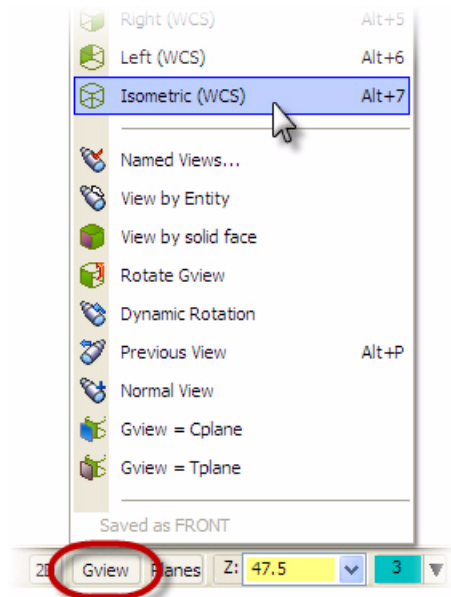 Right (WCS) Alt+5
Left (WCS) Alt+6
Isometric (WCS) Alt+7
Named Views...
View by Entity
View by solid face
Rotate Gview
Dynamic Rotation
Previous View Alt+P
Normal View
Gview = Cplane
Gview = Tplane
Saved as FRONT
2D Gview Planes Z: 47.5 3